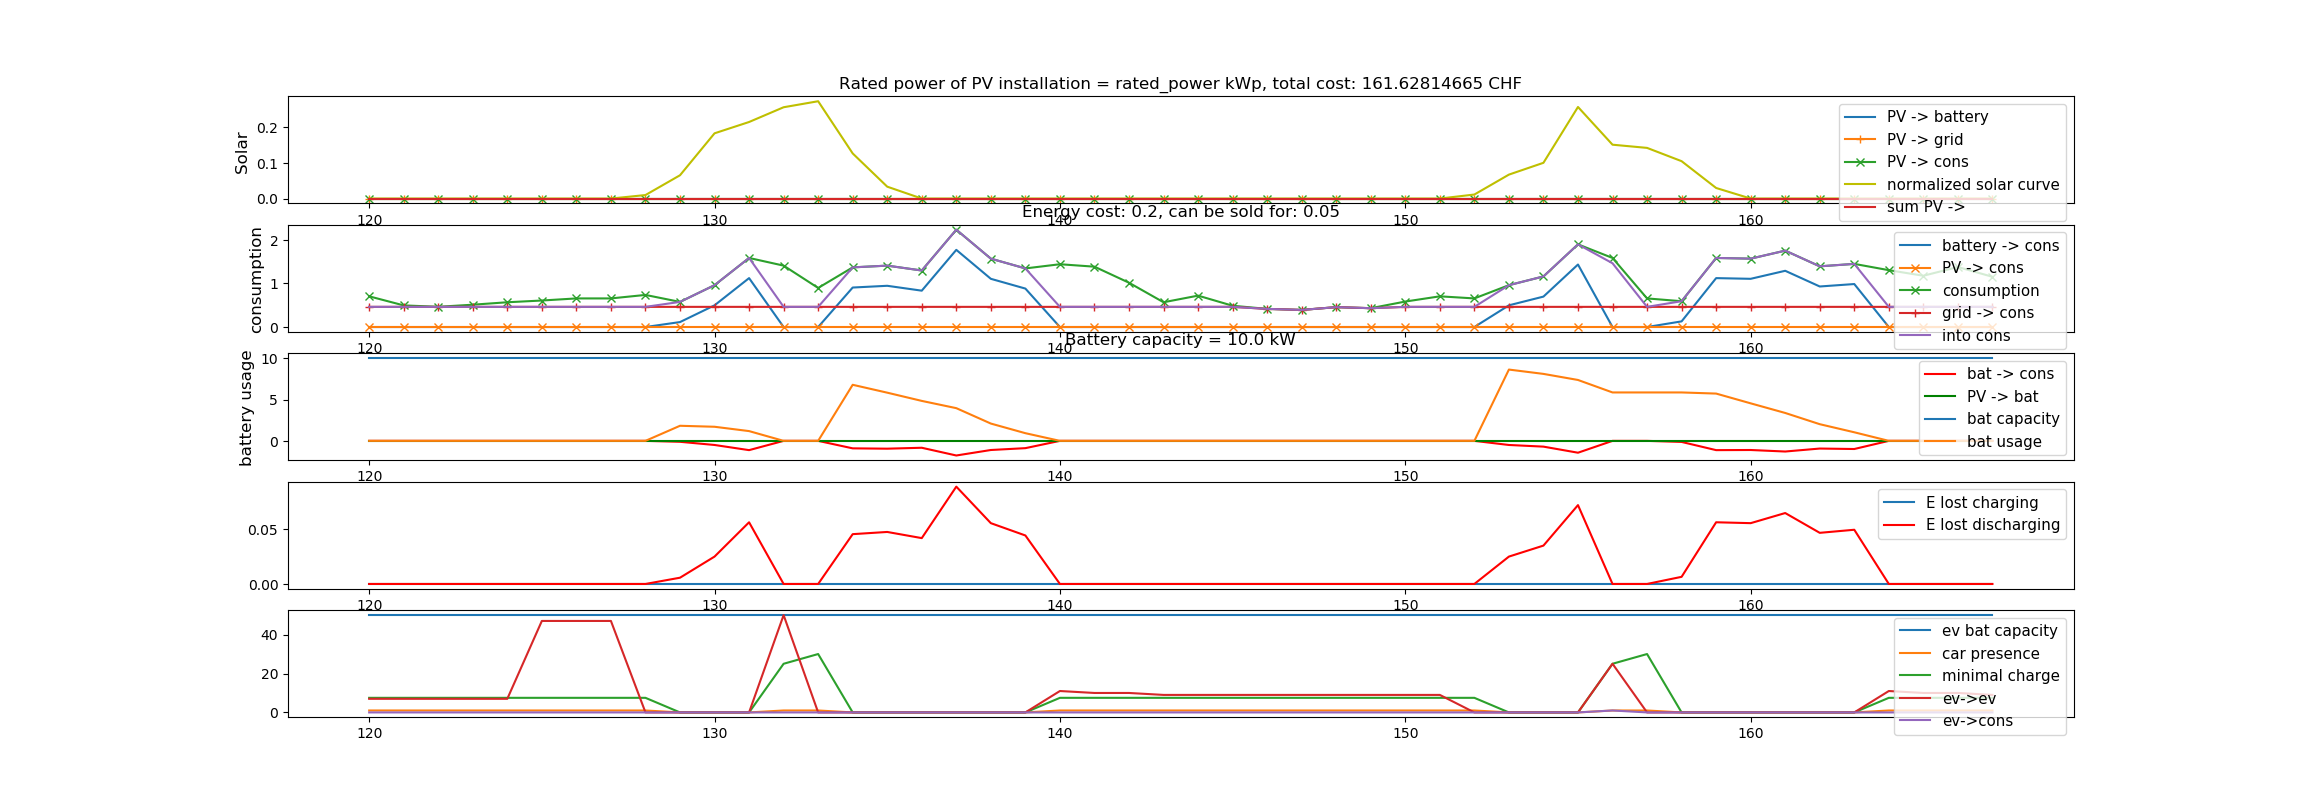 Rated power of PV installation = rated_power kWp, total cost: 161.62814665 CHF
Solar
0.2
0.1
0.0
PV -> battery
PV -> grid
PV -> cons
normalized solar curve
sum PV ->
120 130 140 150 160
Energy cost: 0.2, can be sold for: 0.05
consumption
2
1
0
battery -> cons
PV -> cons
consumption
grid -> cons
into cons
120 130 140 150 160
Battery capacity = 10.0 kW
battery usage
10
5
0
bat -> cons
PV -> bat
bat capacity
bat usage
120 130 140 150 160
0.05
0.00
E lost charging
E lost discharging
120 130 140 150 160
40
20
0
ev bat capacity
car presence
minimal charge
ev->ev
ev->cons
120 130 140 150 160